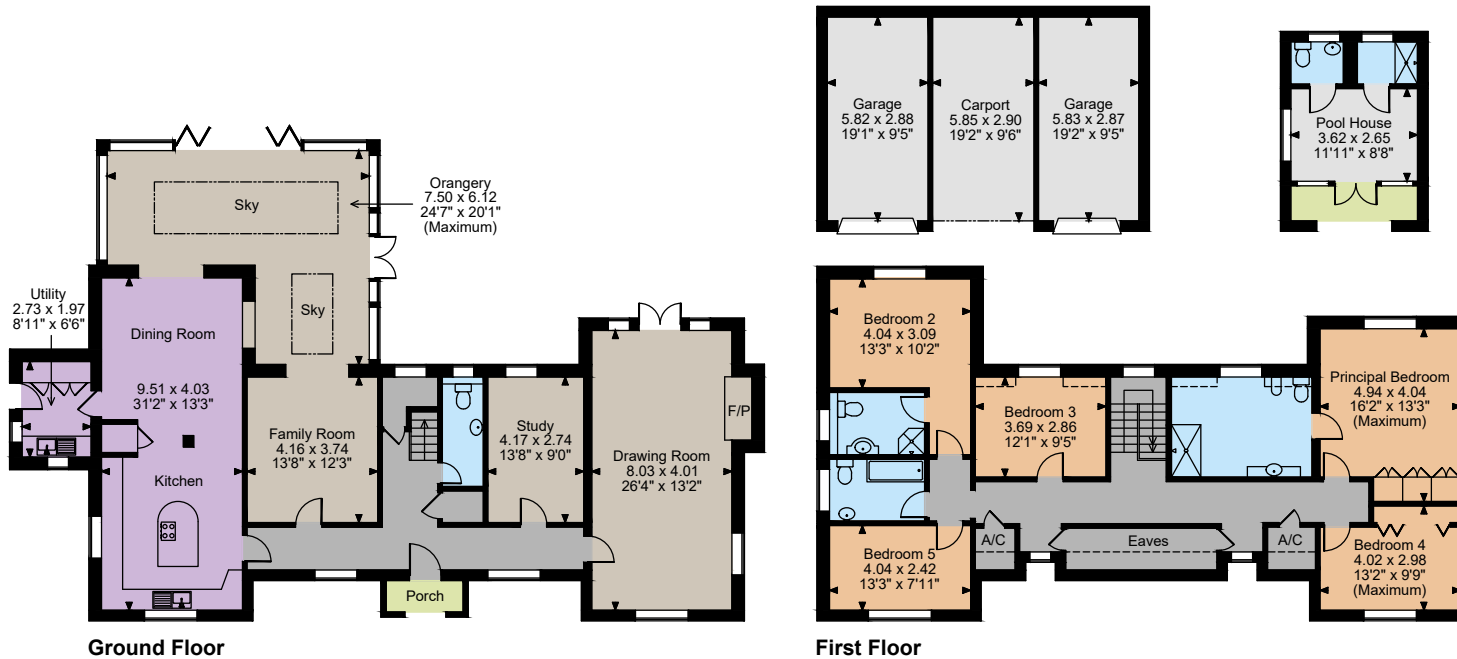 Orangery
7.50 x 6.12
24'7" x 20'1"
(Maximum)
Sky
Sky
Utility
2.73 x 1.97
8'11" x 6'6"
Dining Room
9.51 x 4.03
31'2" x 13'3"
Kitchen
Family Room
4.16 x 3.74
13'8" x 12'3"
Study
4.17 x 2.74
13'8" x 9'0"
Drawing Room
8.03 x 4.01
26'4" x 13'2"
F/P
Porch
Ground Floor
Garage
5.82 x 2.88
19'1" x 9'5"
Carport
5.85 x 2.90
19'2" x 9'6"
Garage
5.83 x 2.87
19'2" x 9'5"
Pool House
3.62 x 2.65
11'11" x 8'8"
Bedroom 2
4.04 x 3.09
13'3" x 10'2"
Bedroom 3
3.69 x 2.86
12'1" x 9'5"
Principal Bedroom
4.94 x 4.04
16'2" x 13'3"
(Maximum)
Bedroom 5
4.04 x 2.42
13'3" x 7'11"
A/C
Eaves
A/C
Bedroom 4
4.02 x 2.98
13'2" x 9'9"
(Maximum)
First Floor